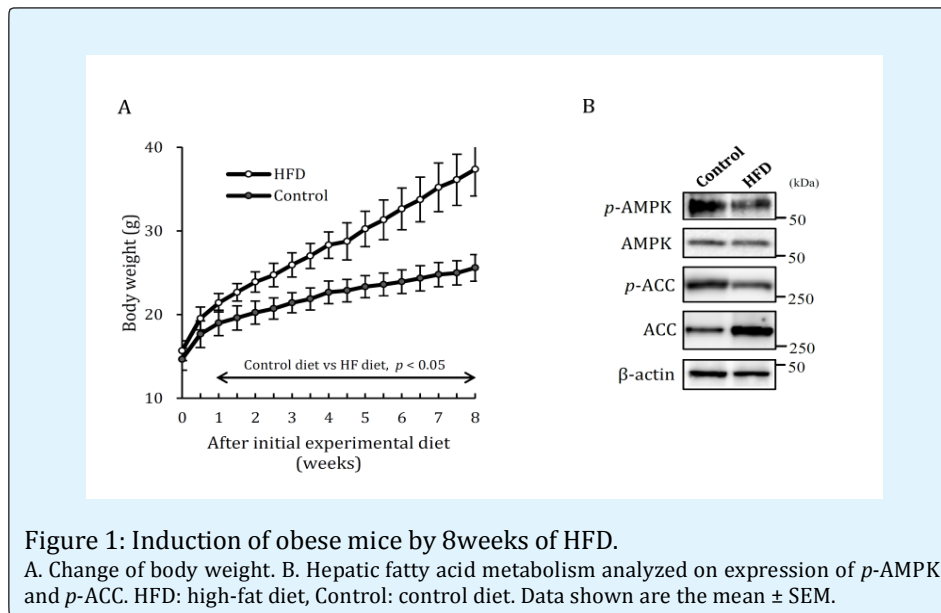 A
B
40
30
20
10
Body weight (g)
HFD
Control
Control diet vs HF diet, p < 0.05
0 1 2 3 4 5 6 7 8
After initial experimental diet
(weeks)
Control HFD
(kDa)
p-AMPK
50
AMPK
50
p-ACC
250
ACC
250
β-actin
50
Figure 1: Induction of obese mice by 8weeks of HFD.
A. Change of body weight. B. Hepatic fatty acid metabolism analyzed on expression of p-AMPK
and p-ACC. HFD: high-fat diet, Control: control diet. Data shown are the mean ± SEM.